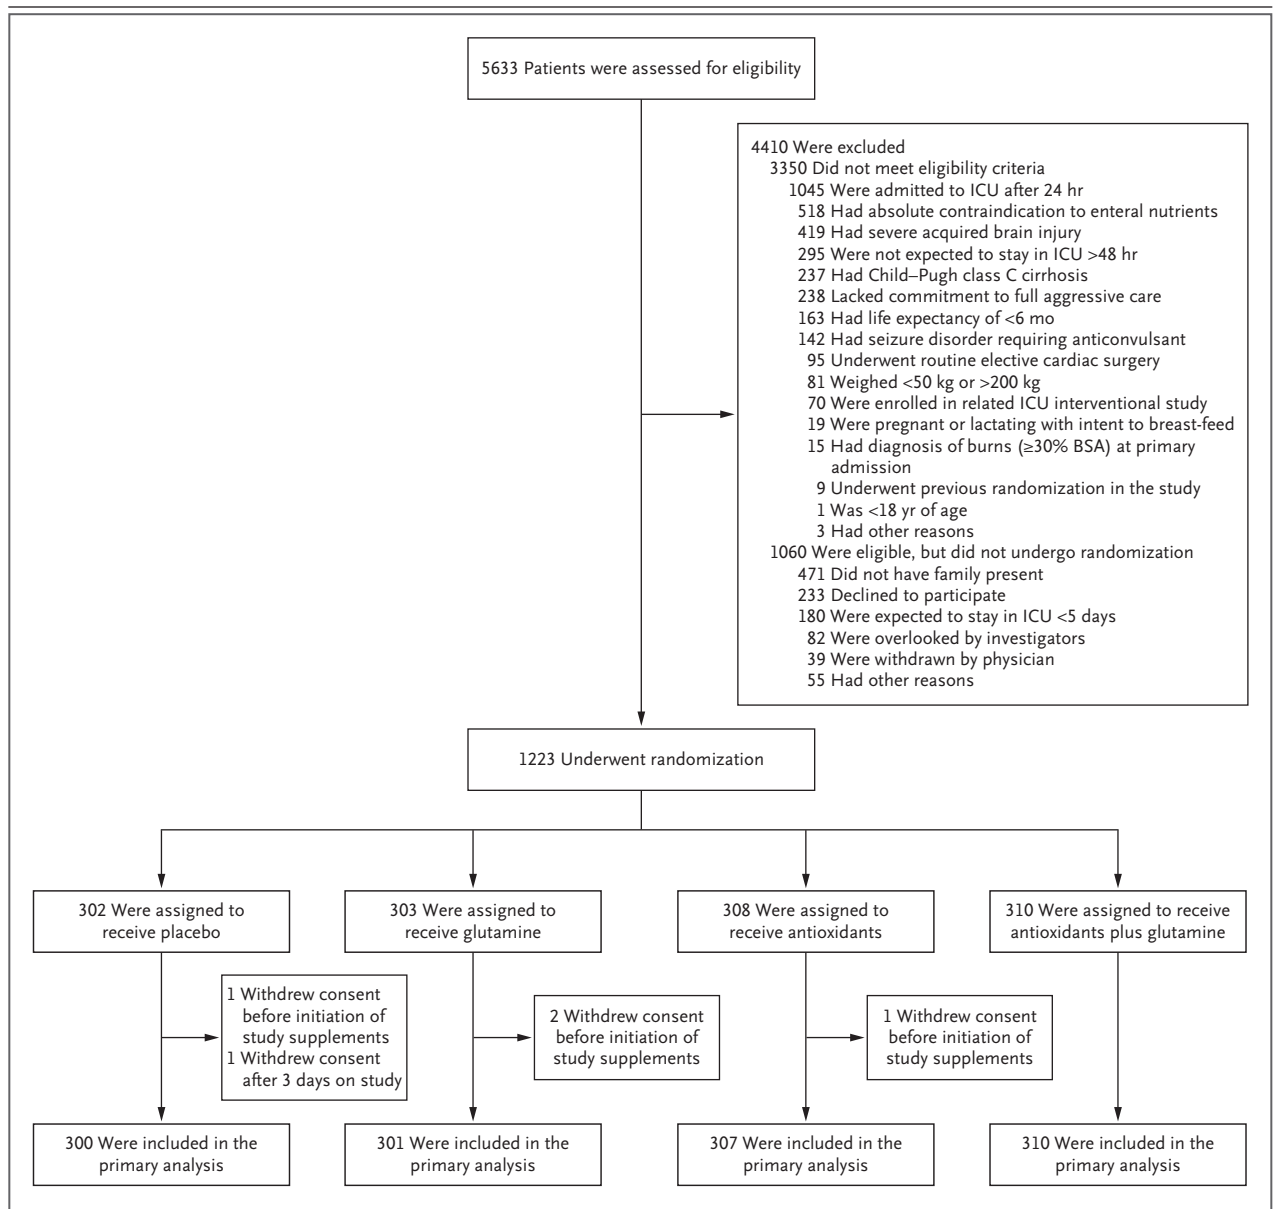 5633 Patients were assessed for eligibility
4410 Were excluded
3350 Did not meet eligibility criteria
1045 Were admitted to ICU after 24 hr
518 Had absolute contraindication to enteral nutrients
419 Had severe acquired brain injury
295 Were not expected to stay in ICU >48 hr
237 Had Child–Pugh class C cirrhosis
238 Lacked commitment to full aggressive care
163 Had life expectancy of <6 mo
142 Had seizure disorder requiring anticonvulsant
95 Underwent routine elective cardiac surgery
81 Weighed <50 kg or >200 kg
70 Were enrolled in related ICU interventional study
19 Were pregnant or lactating with intent to breast-feed
15 Had diagnosis of burns (≥30% BSA) at primary
admission
9 Underwent previous randomization in the study
1 Was <18 yr of age
3 Had other reasons
1060 Were eligible, but did not undergo randomization
471 Did not have family present
233 Declined to participate
180 Were expected to stay in ICU <5 days
82 Were overlooked by investigators
39 Were withdrawn by physician
55 Had other reasons
1223 Underwent randomization
302 Were assigned to
receive placebo
303 Were assigned to
receive glutamine
308 Were assigned to
receive antioxidants
310 Were assigned to receive
antioxidants plus glutamine
1 Withdrew consent
before initiation of
study supplements
1 Withdrew consent
after 3 days on study
2 Withdrew consent
before initiation of
study supplements
1 Withdrew consent
before initiation of
study supplements
300 Were included in the
primary analysis
301 Were included in the
primary analysis
307 Were included in the
primary analysis
310 Were included in the
primary analysis